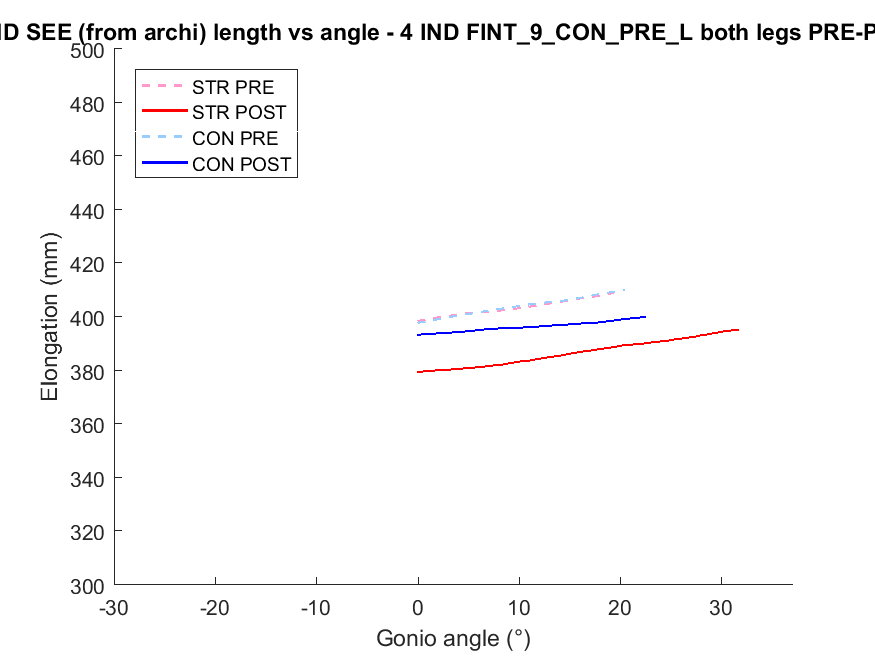 SEE (from archi) length vs angle - 4 IND FINT_9_CON_PRE_L both legs
500
480
460
440
420
400
380
360
340
320
300
STR PRE
STR POST
CON PRE
CON POST
Elongation (mm)
-30
-20
-10
0
10
20
30
Gonio angle (°)